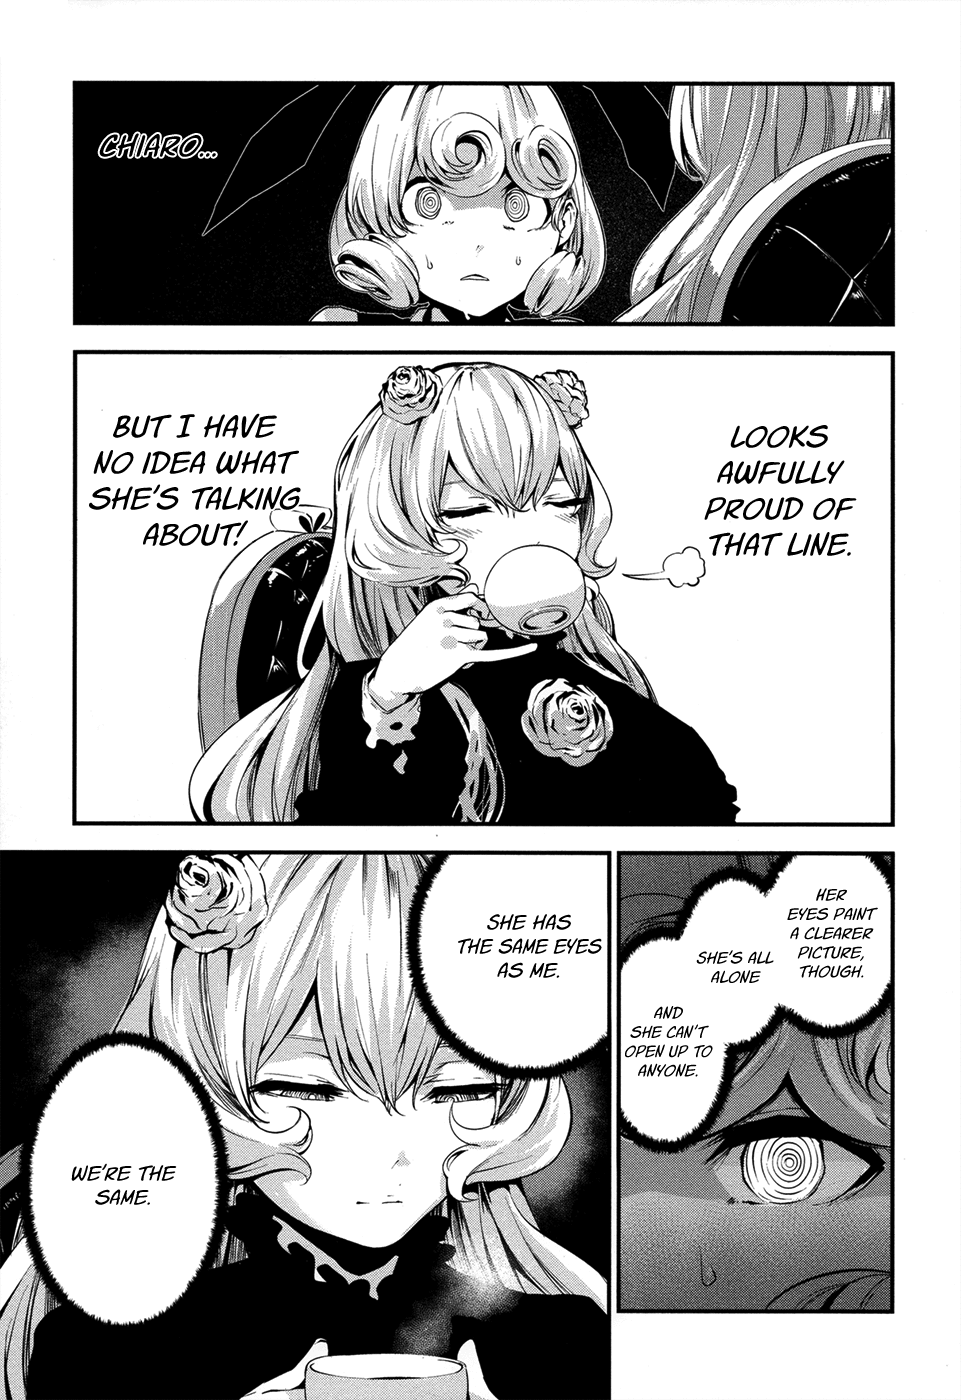 CHIARO...
LOOKS
AWFULLY
PROUD OF
THAT LINE.
BUT I HAVE
NO IDEA WHAT
SHE'S TALKING
ABOUT!
HER
EYES PAINT
A CLEARER
PICTURE,
THOUGH.
SHE'S ALL
ALONE
AND
SHE CAN'T
OPEN UP TO
ANYONE.
SHE HAS
THE SAME EYES
AS ME.
WE'RE THE
SAME.